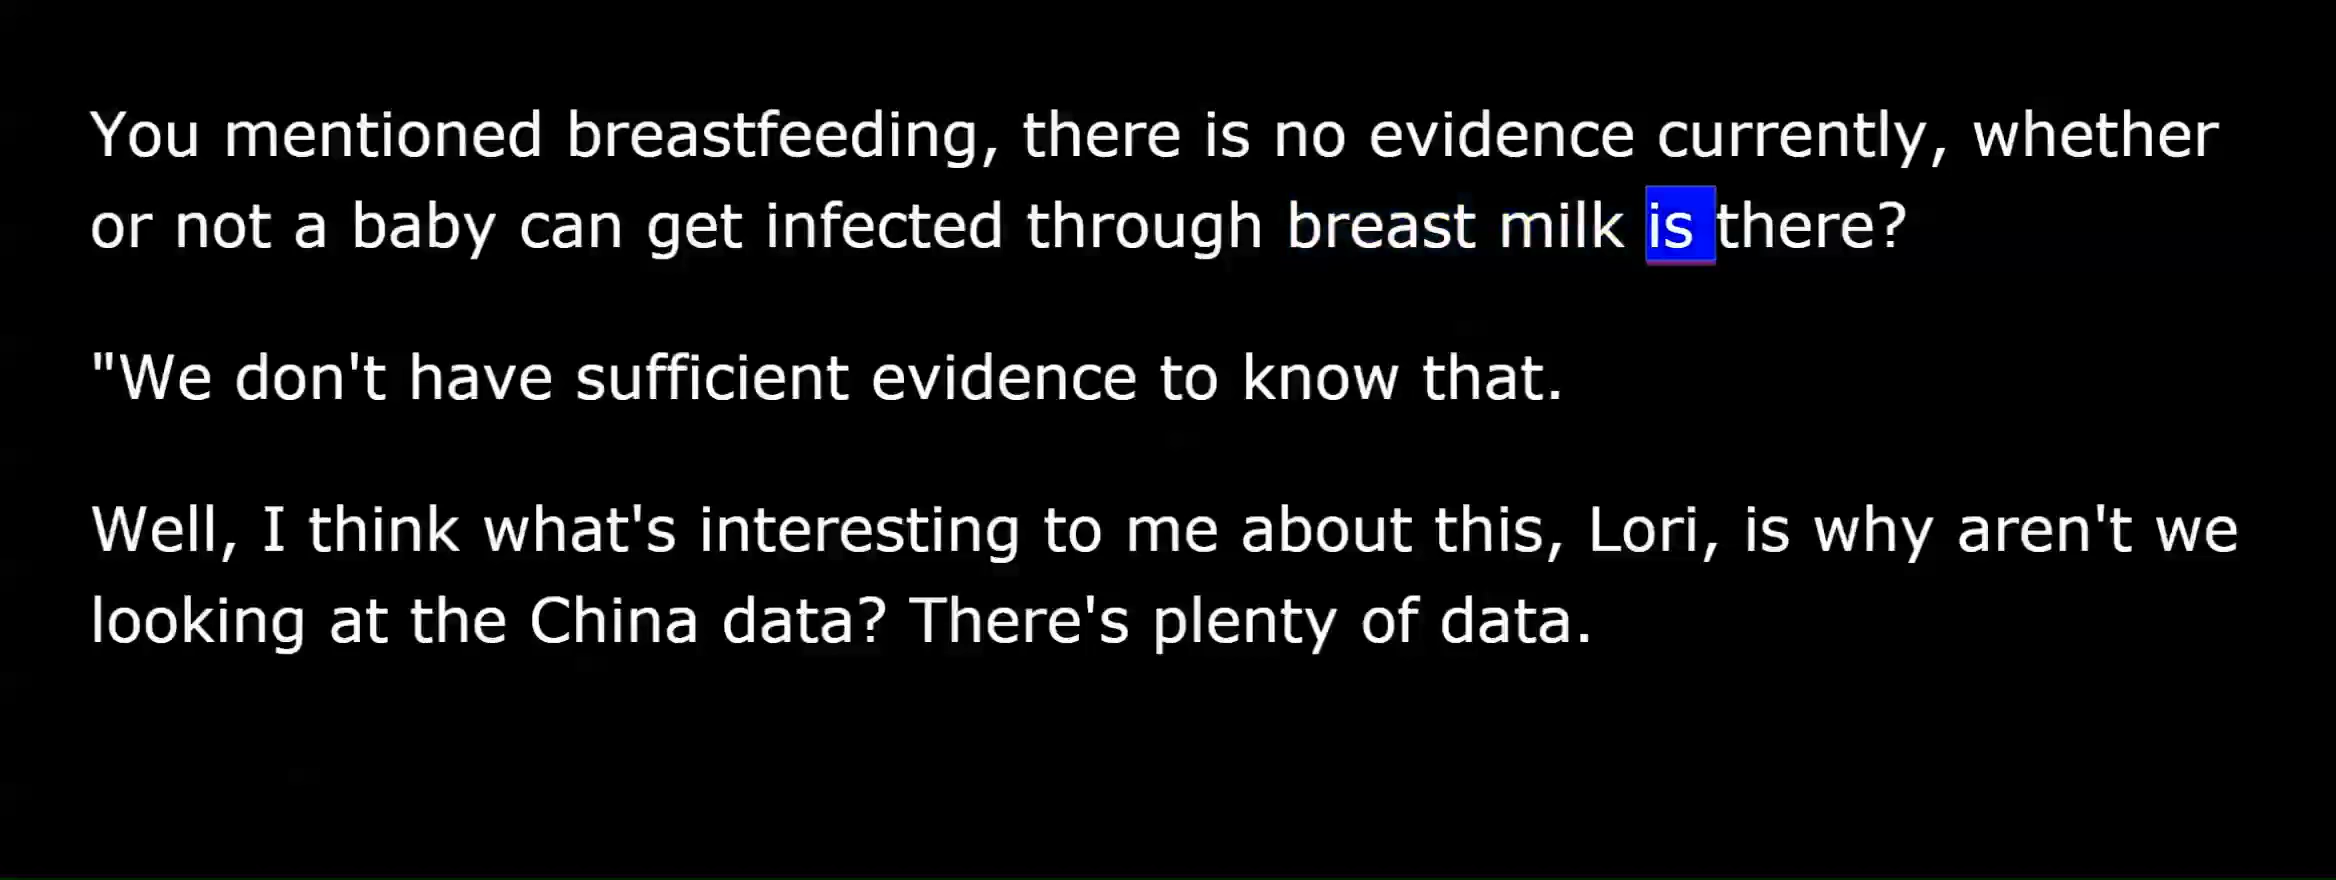 You mentioned breastfeeding, there is no evidence currently, whether
or not a baby can get infected through breast milk is there?
"We don't have sufficient evidence to know that.
Well, I think what's interesting to me about this, Lori, is why aren't we
looking at the China data? There's plenty of data.